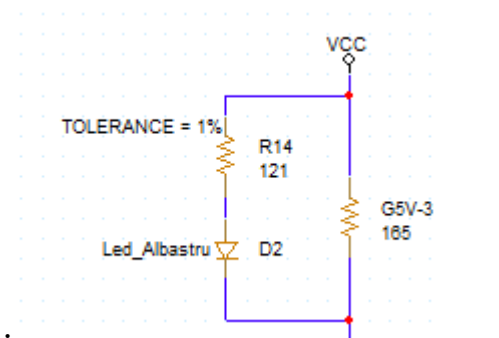 VCC
TOLERANCE = 1%
R14
121
G5V-3
165
Led_Albastru
D2
.